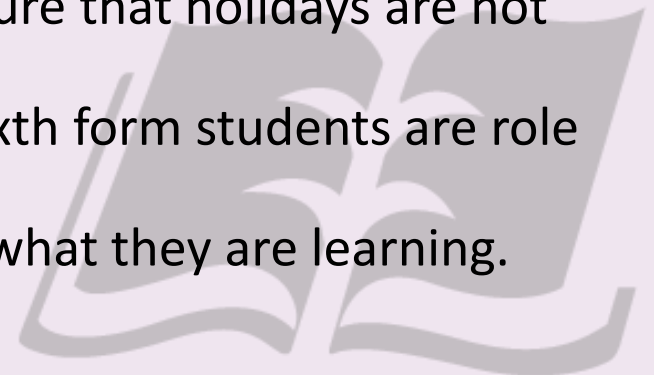 ure that holidays are not
xth form students are role
what they are learning.